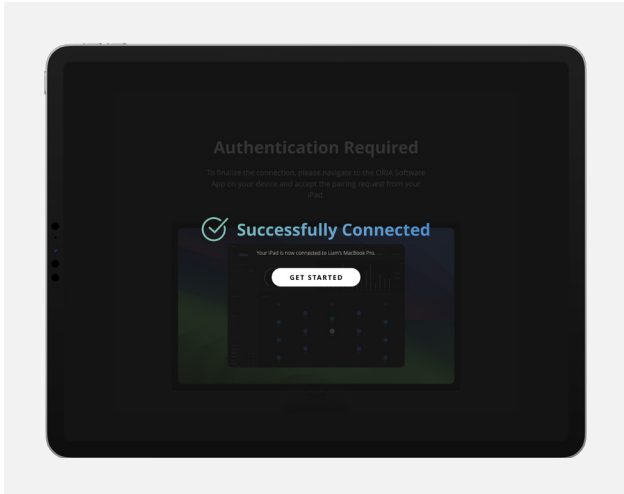 Authentication Required
To finalize the connection, please navigate to the ORIA Software
App on your device and accept the pairing request from your
iPad.
Successfully Connected
Your iPad is now connected to Liam's MacBook Pro.
GET STARTED